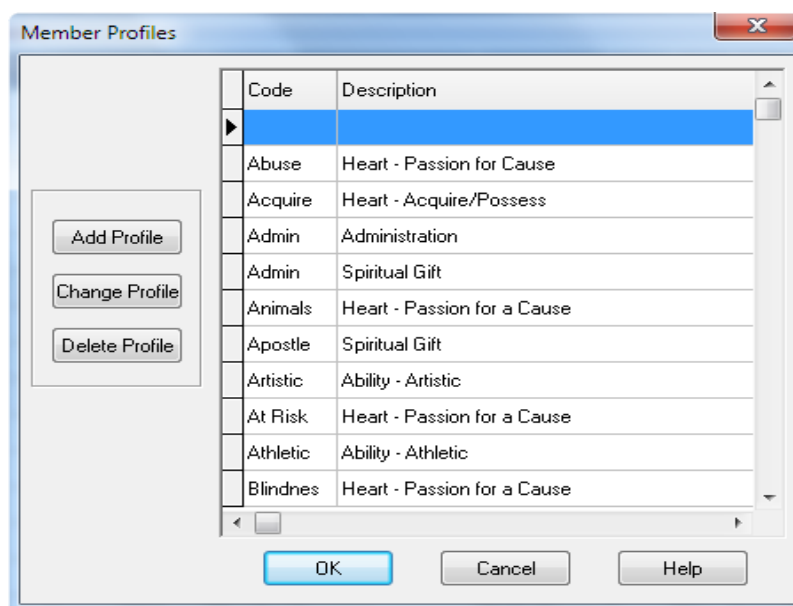 Member Profiles
Code Description
Abuse Heart - Passion for Cause
Acquire Heart - Acquire/Possess
Admin Administration
Admin Spiritual Gift
Animals Heart - Passion for a Cause
Apostle Spiritual Gift
Artistic Ability - Artistic
At Risk Heart - Passion for a Cause
Athletic Ability - Athletic
Blindnes Heart - Passion for a Cause
Add Profile
Change Profile
Delete Profile
OK Cancel Help